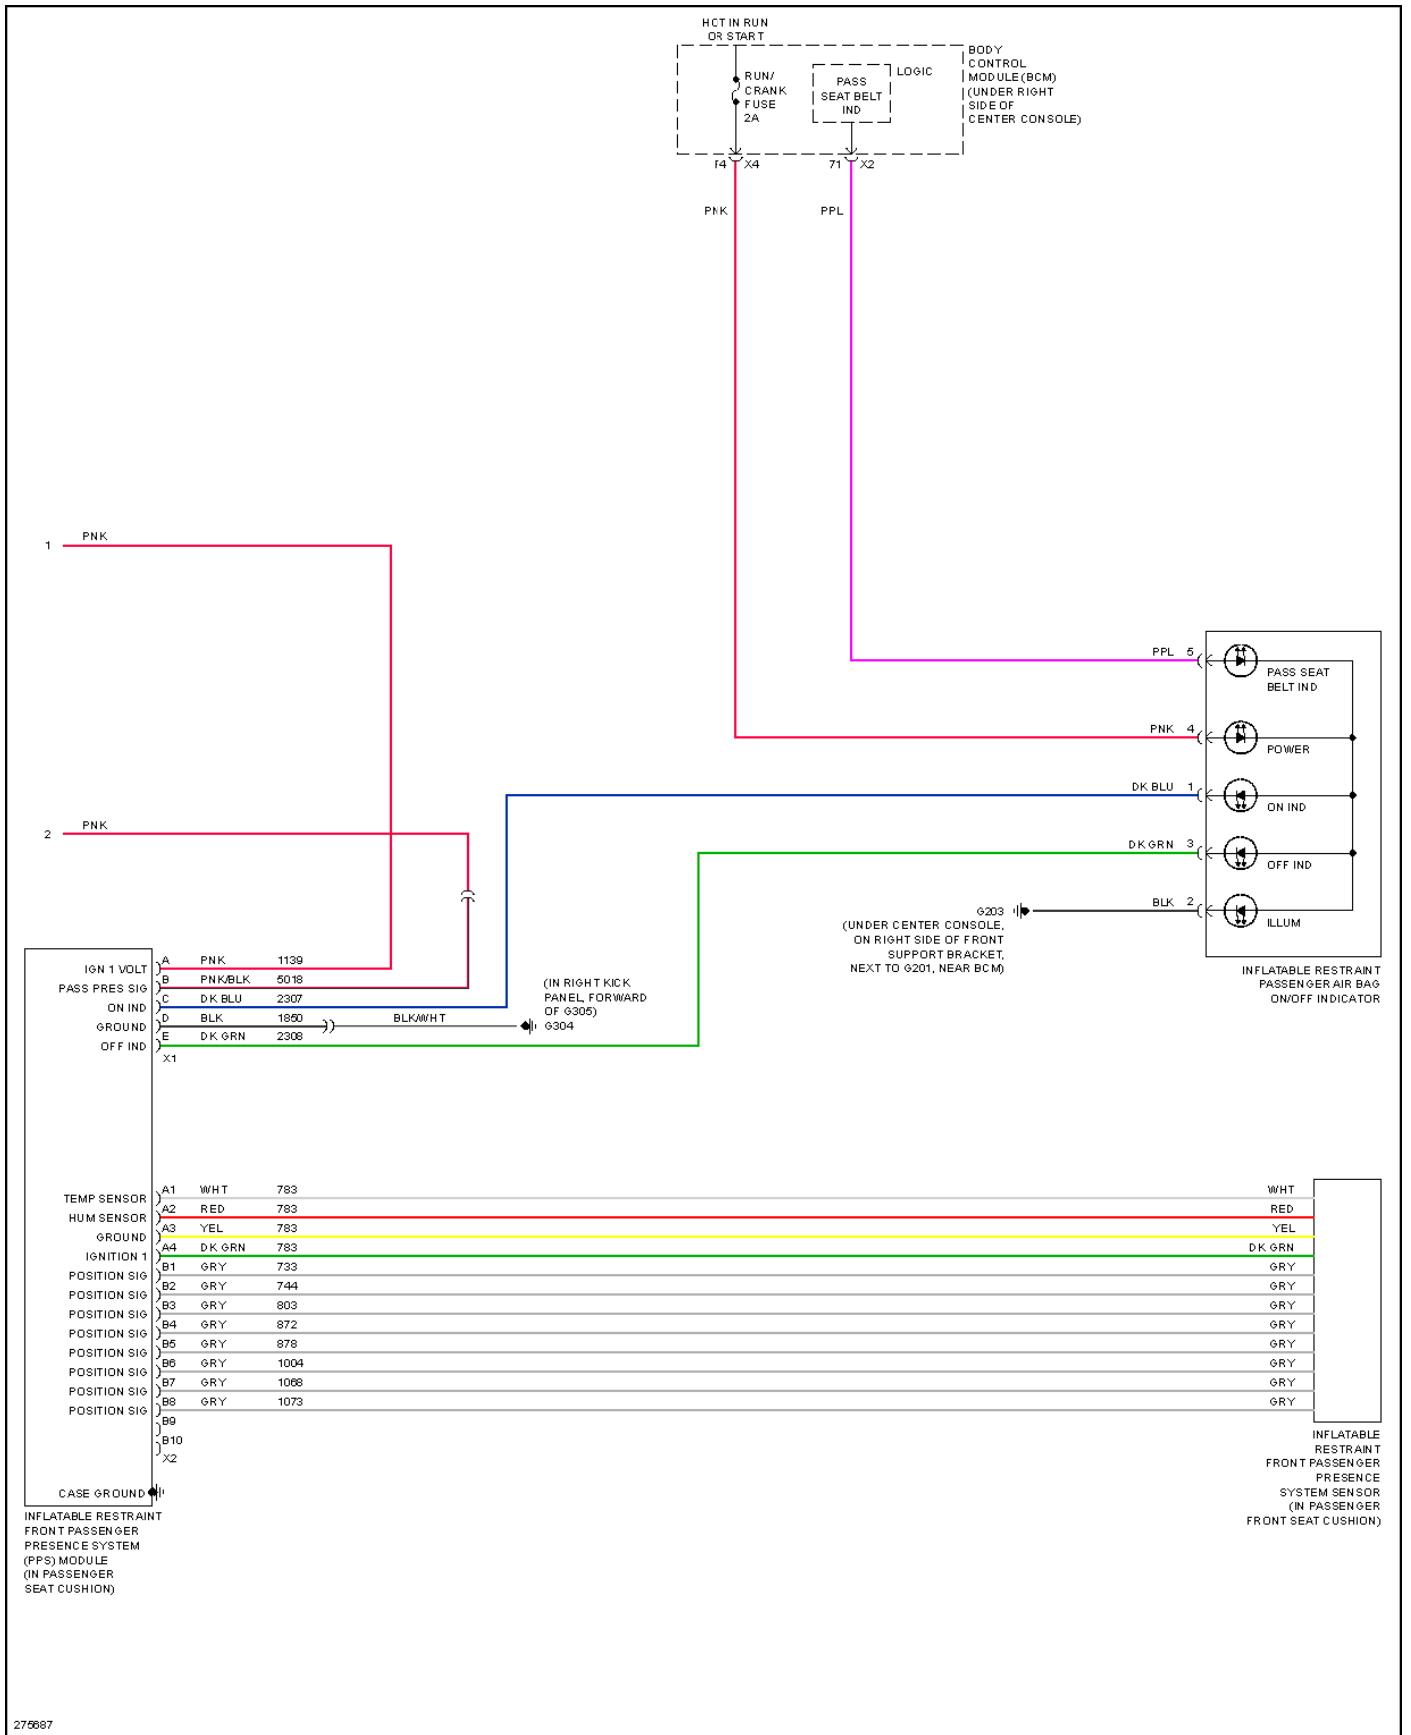 HOT IN RUN
OR START
RUN/
CRANK
FUSE
2A
PASS
SEAT BELT
IND
LOGIC
BODY
CONTROL
MODULE (BCM)
(UNDER RIGHT
SIDE OF
CENTER CONSOLE)
X4
71 X2
PNK
PPL
1 PNK
2 PNK
PPL 5
PASS SEAT
BELT IND
PNK 4
POWER
DK BLU 1
ON IND
DK GRN 3
OFF IND
BLK 2
ILLUM
G203
(UNDER CENTER CONSOLE,
ON RIGHT SIDE OF FRONT
SUPPORT BRACKET,
NEXT TO G201, NEAR BCM)
INFLATABLE RESTRAINT
PASSENGER AIR BAG
ON/OFF INDICATOR
IGN 1 VOLT A PNK 1139
PASS PRES SIG B PNK/BLK 5018
ON IND C DK BLU 2307
GROUND D BLK 1850 BLK/WHT
OFF IND E DK GRN 2308
X1
(IN RIGHT KICK
PANEL, FORWARD
OF G305)
G304
TEMP SENSOR A1 WHT 783 WHT
HUM SENSOR A2 RED 783 RED
GROUND A3 YEL 783 YEL
IGNITION 1 A4 DK GRN 783 DK GRN
POSITION SIG B1 GRY 733 GRY
POSITION SIG B2 GRY 744 GRY
POSITION SIG B3 GRY 803 GRY
POSITION SIG B4 GRY 872 GRY
POSITION SIG B5 GRY 878 GRY
POSITION SIG B6 GRY 1004 GRY
POSITION SIG B7 GRY 1068 GRY
POSITION SIG B8 GRY 1073 GRY
B9
B10
X2
CASE GROUND
INFLATABLE RESTRAINT
FRONT PASSENGER
PRESENCE SYSTEM
(PPS) MODULE
(IN PASSENGER
SEAT CUSHION)
INFLATABLE
RESTRAINT
FRONT PASSENGER
PRESENCE
SYSTEM SENSOR
(IN PASSENGER
FRONT SEAT CUSHION)
275687